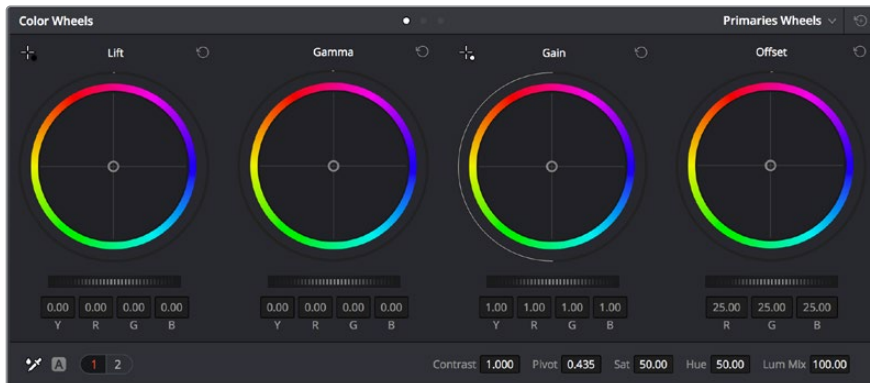 Color Wheels Primaries Wheels
Lift Gamma Gain Offset
0.00 0.00 0.00 0.00 0.00 0.00 0.00 0.00 1.00 1.00 1.00 1.00 25.00 25.00 25.00
Y R G B Y R G B Y R G B R G B
A 1 2 Contrast 1.000 Pivot 0.435 Sat 50.00 Hue 50.00 Lum Mix 100.00